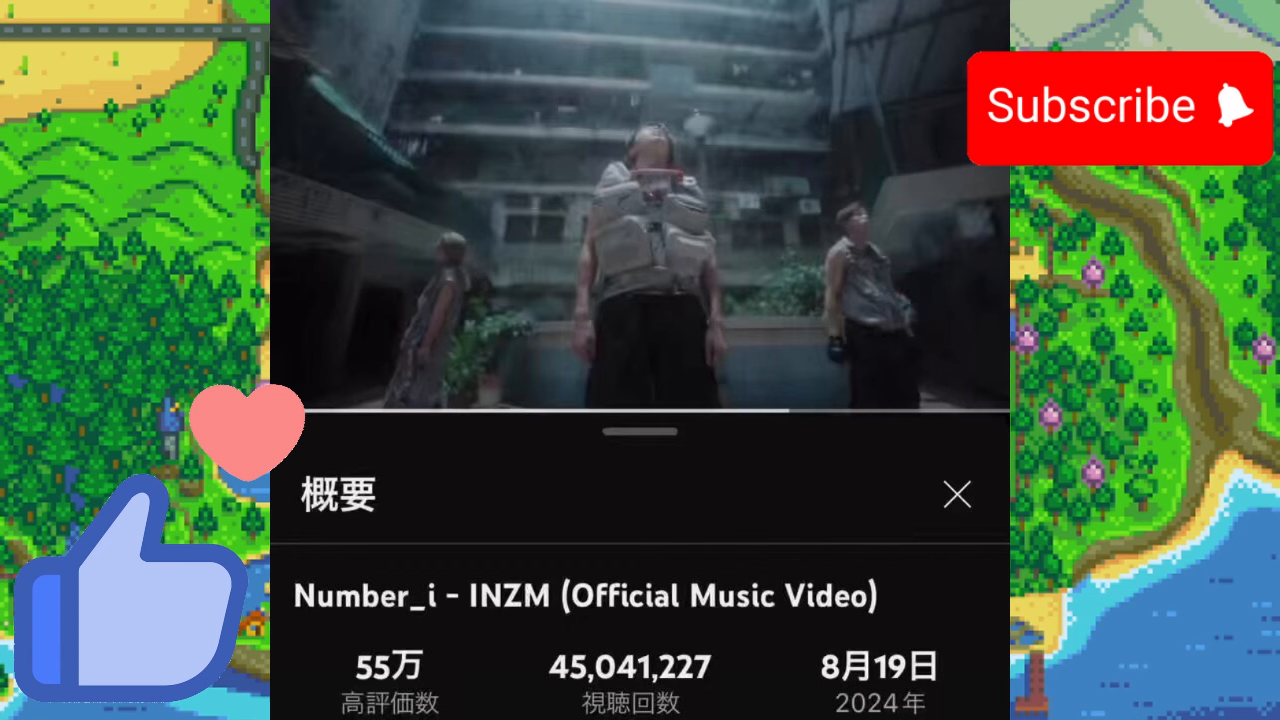 Subscribe
概要
Number_i - INZM (Official Music Video)
55万 45,041,227 8月19日
高評価数 視聴回数 2024年